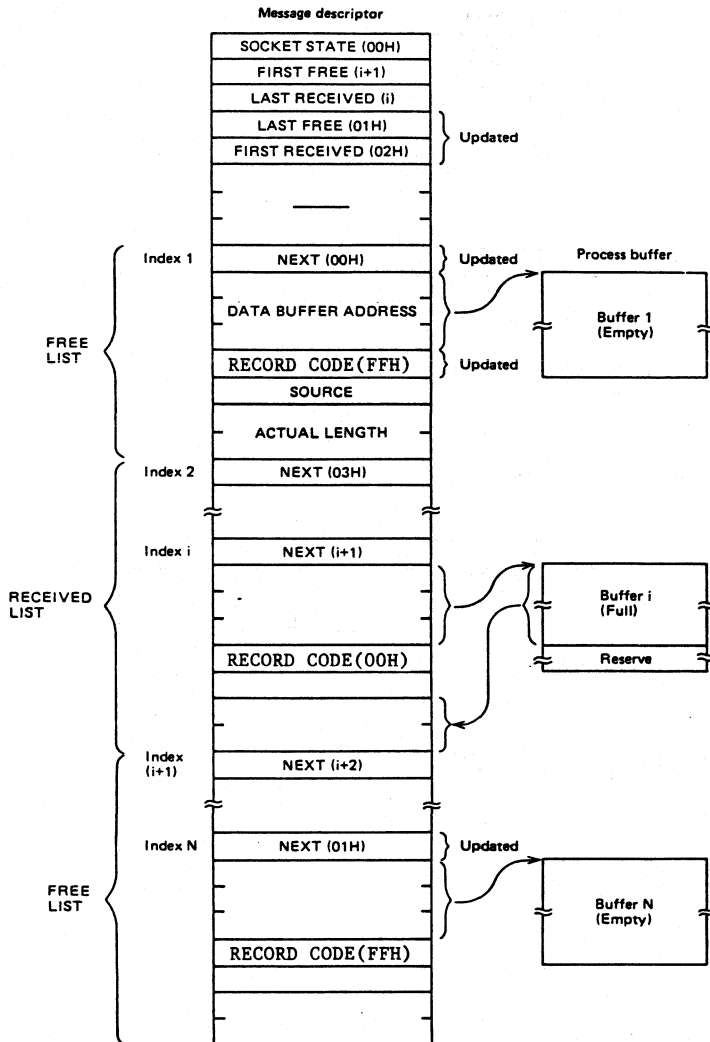 Message descriptor
SOCKET STATE (00H)
FIRST FREE (i+1)
LAST RECEIVED (i)
LAST FREE (01H)
FIRST RECEIVED (02H)
Updated
Index 1
NEXT (00H)
Updated
Process buffer
DATA BUFFER ADDRESS
Buffer 1
(Empty)
FREE
LIST
RECORD CODE(FFH)
Updated
SOURCE
ACTUAL LENGTH
Index 2
NEXT (03H)
Index i
NEXT (i+1)
RECEIVED
LIST
Buffer i
(Full)
RECORD CODE(00H)
Reserve
Index
(i+1)
NEXT (i+2)
Index N
NEXT (01H)
Updated
FREE
LIST
Buffer N
(Empty)
RECORD CODE(FFH)